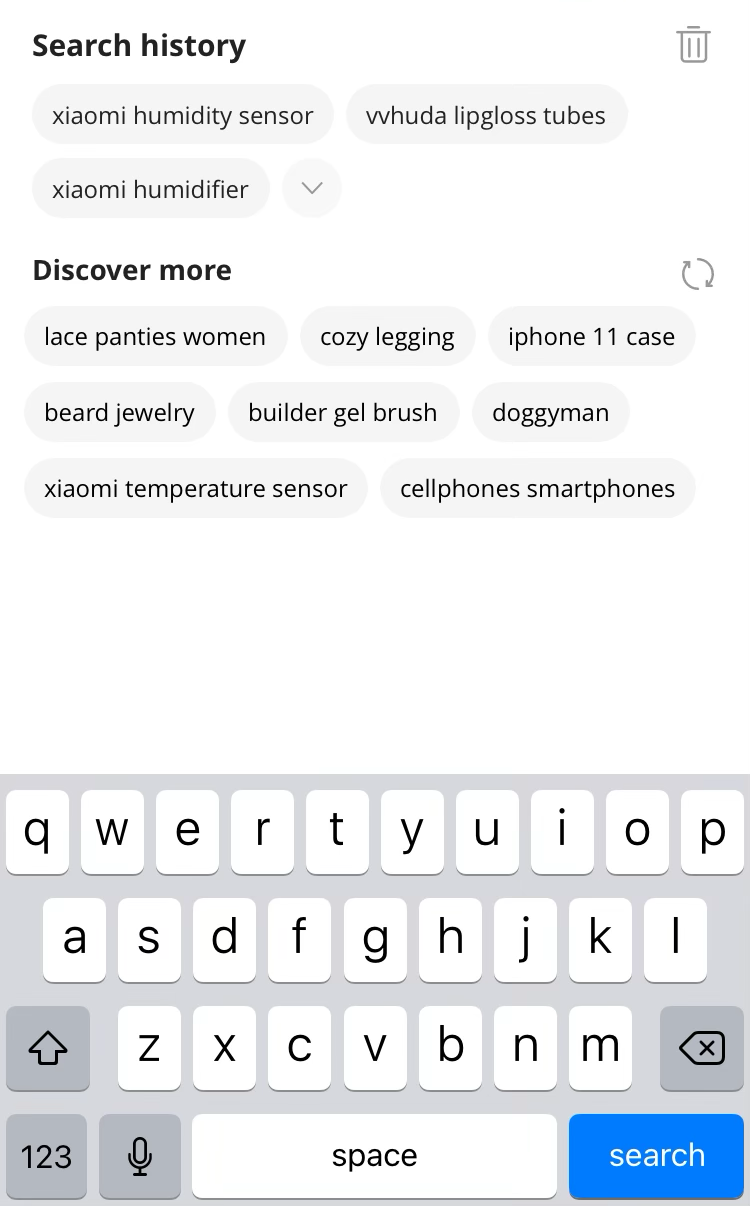 Search history
xiaomi humidity sensor vvhuda lipgloss tubes
xiaomi humidifier
Discover more
lace panties women cozy legging iphone 11 case
beard jewelry builder gel brush doggyman
xiaomi temperature sensor cellphones smartphones
q w e r t y u i o p
a s d f g h j k l
z x c v b n m
123 space search